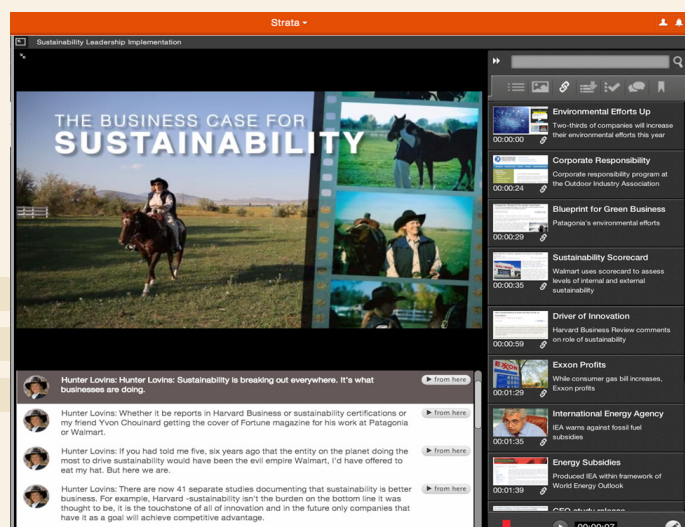 Strata
Sustainability Leadership Implementation
THE BUSINESS CASE FOR
SUSTAINABILITY
Hunter Lovins: Hunter Lovins: Sustainability is breaking out everywhere. It's what
businesses are doing.
from here
Hunter Lovins: Whether it be reports in Harvard Business or sustainability certifications or
my friend Yvon Chouinard getting the cover of Fortune magazine for his work at Patagonia
or Walmart.
from here
Hunter Lovins: If you had told me five, six years ago that the entity on the planet doing the
most to drive sustainability would have been the evil empire Walmart, I'd have offered to
eat my hat. But here we are.
from here
Hunter Lovins: There are now 41 separate studies documenting that sustainability is better
business. For example, Harvard -sustainability isn't the burden on the bottom line it was
thought to be, it is the touchstone of all of innovation and in the future only companies that
have it as a goal will achieve competitive advantage.
from here
Environmental Efforts Up
Two-thirds of companies will increase
their environmental efforts this year
00:00:00
Corporate Responsibility
Corporate responsibility program at
the Outdoor Industry Association
00:00:24
Blueprint for Green Business
Patagonia's environmental efforts
00:00:29
Sustainability Scorecard
Walmart uses scorecard to assess
levels of internal and external
sustainability
00:00:35
Driver of Innovation
Harvard Business Review comments
on role of sustainability
00:00:59
Exxon Profits
While consumer gas bill increases,
Exxon profits
00:01:29
EXON
International Energy Agency
IEA warns against fossil fuel
subsidies
00:01:35
Energy Subsidies
Produced IEA within framework of
World Energy Outlook
00:01:39
CEO study release
00:00:07